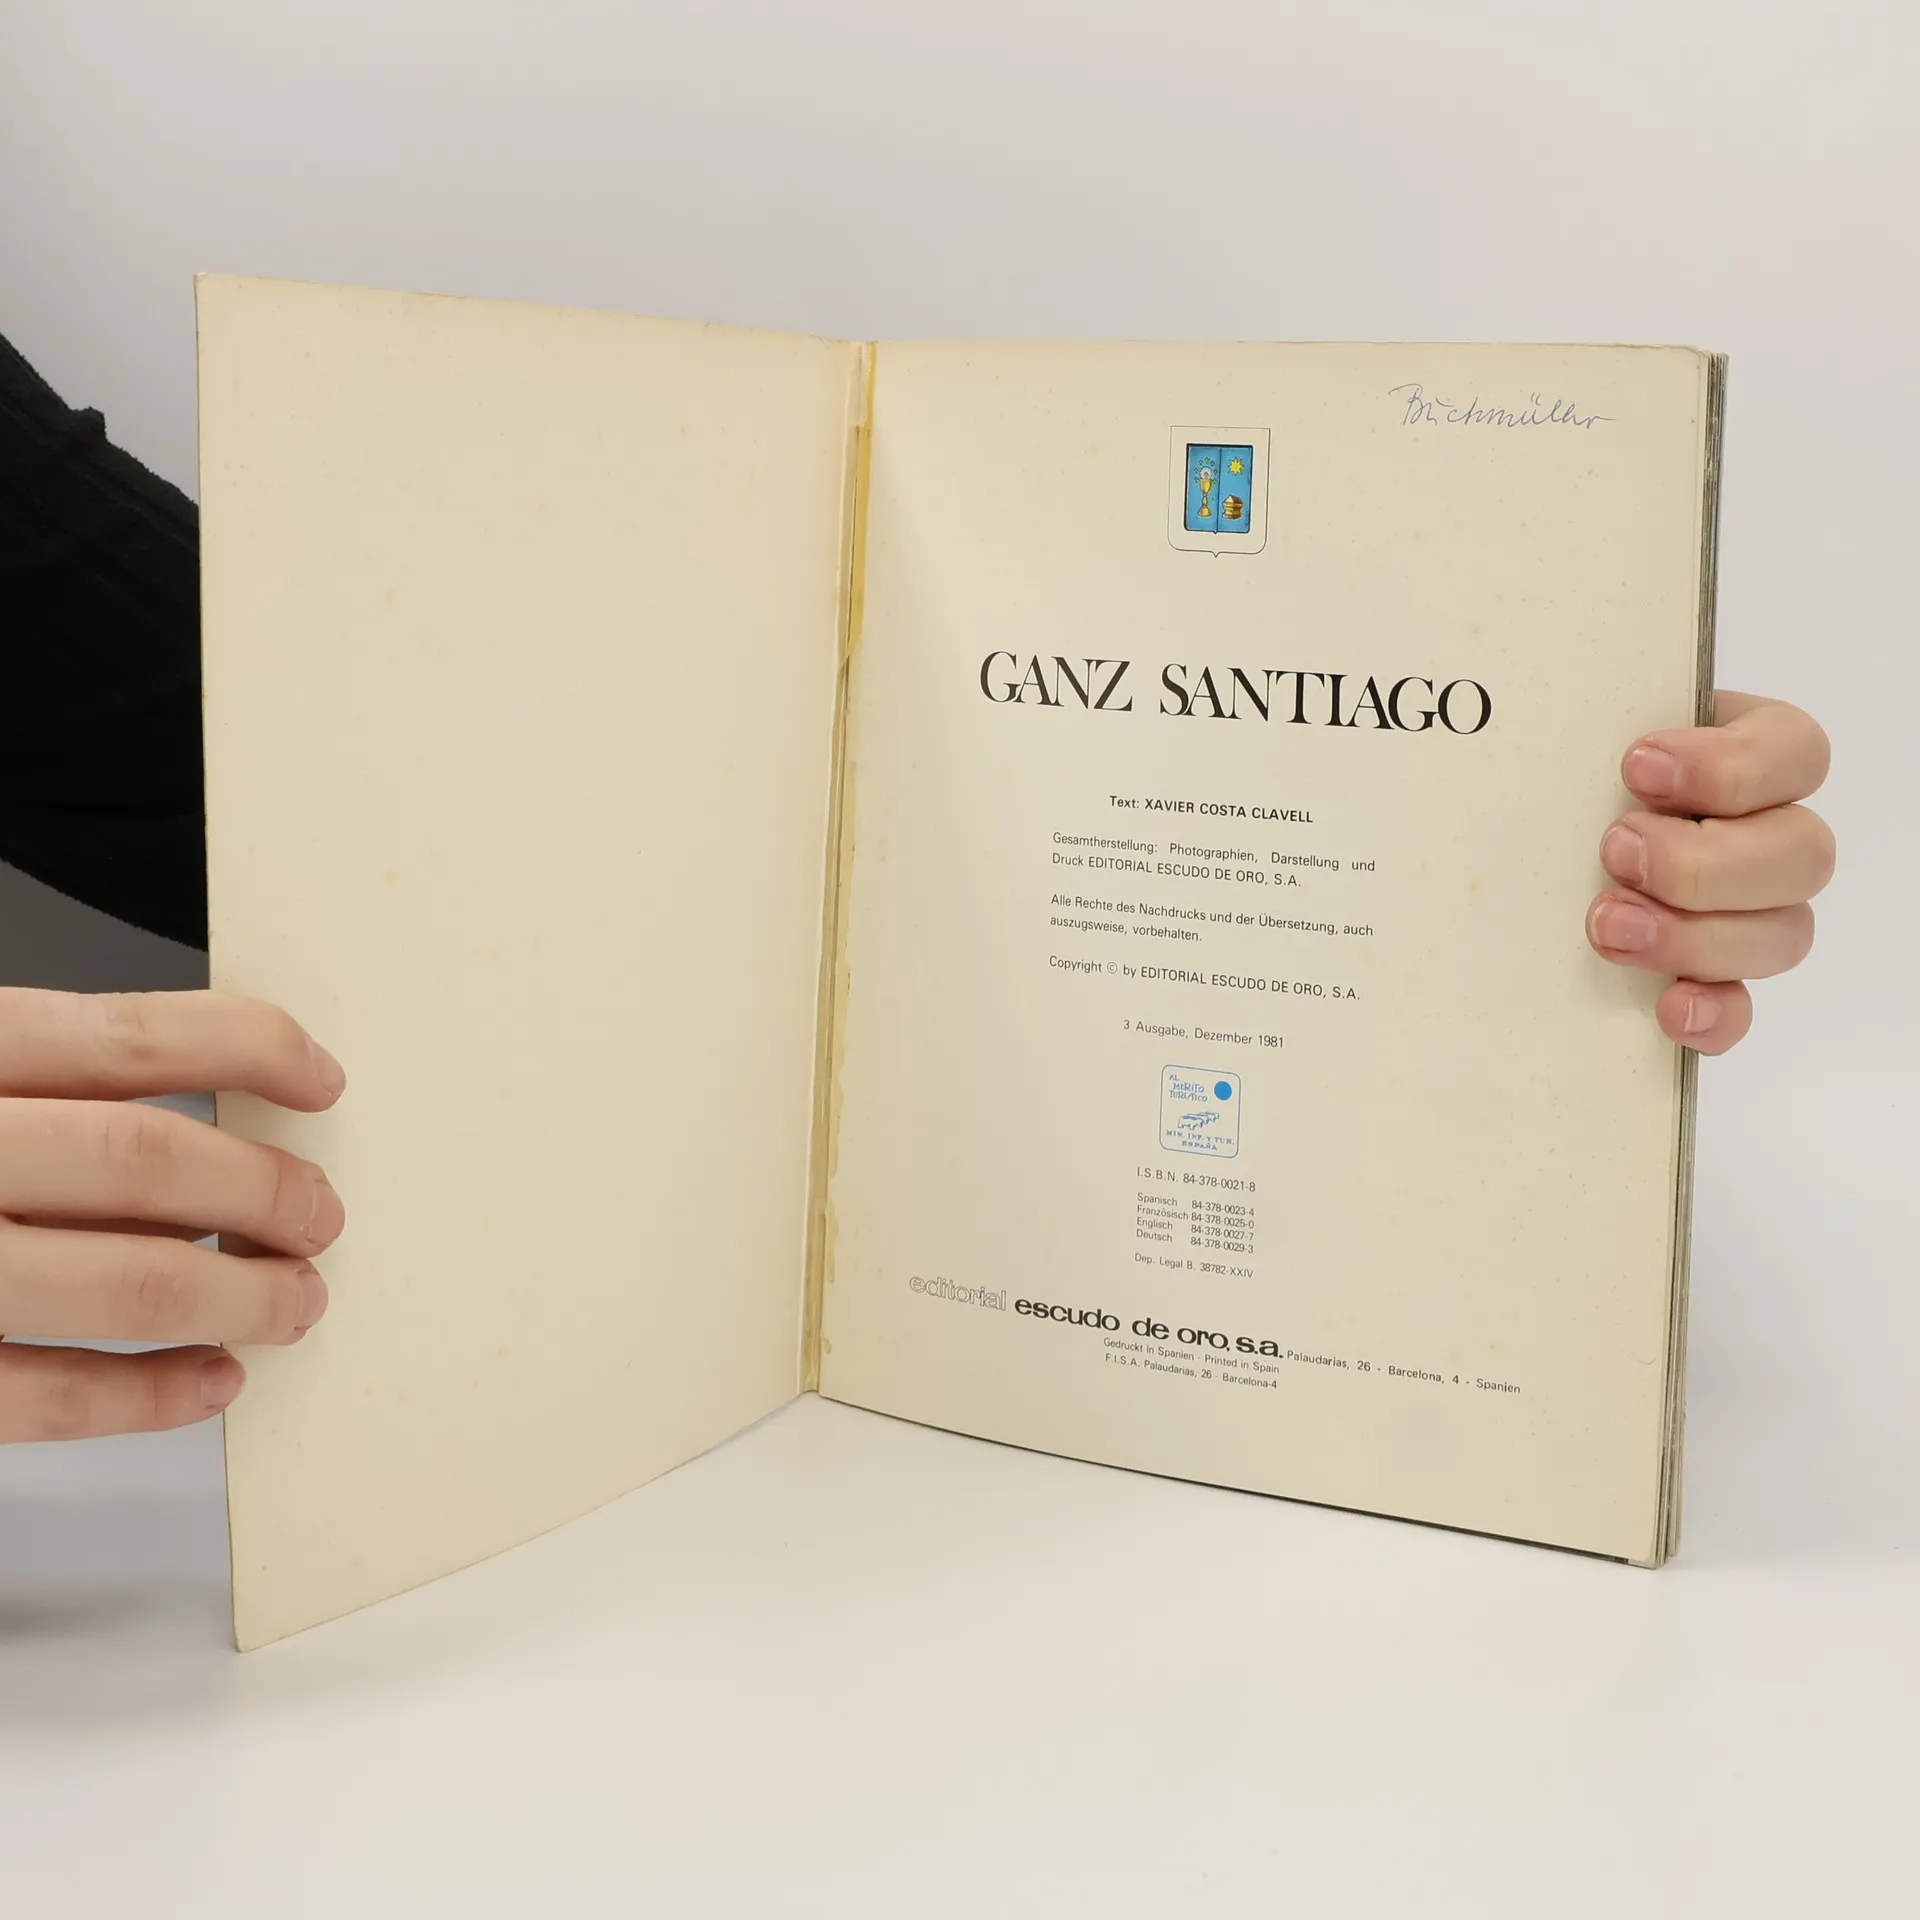 Buchmüller
GANZ SANTIAGO
Text: XAVIER COSTA CLAVELL
Gesamtherstellung: Photographien, Darstellung und
Druck EDITORIAL ESCUDO DE ORO, S.A.
Alle Rechte des Nachdrucks und der Übersetzung, auch
auszugsweise, vorbehalten.
Copyright © by EDITORIAL ESCUDO DE ORO, S.A.
3 Ausgabe, Dezember 1981
AL
MERITO
TURISTICO
MIN. INF. Y TUR.
ESPAÑA
I.S.B.N. 84-378-0021-8
Spanisch 84-378-0023-4
Französisch 84-378-0025-0
Englisch 84-378-0027-7
Deutsch 84-378-0029-3
Dep. Legal B. 38782-XXIV
editorial escudo de oro, s.a. Palaudarias, 26 - Barcelona, 4 - Spanien
Gedruckt in Spanien - Printed in Spain
F.I.S.A. Palaudarias, 26 - Barcelona-4